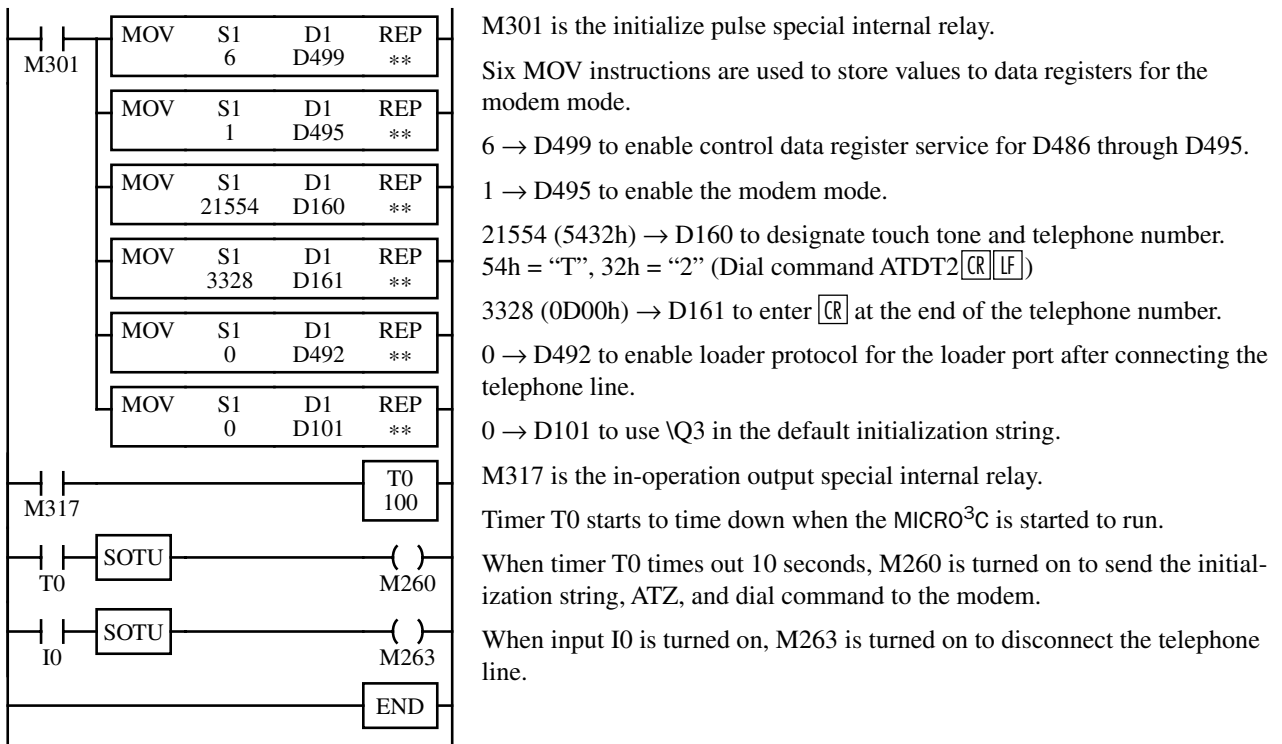 MOV S1 D1 REP
6 D499 **
M301
MOV S1 D1 REP
1 D495 **
MOV S1 D1 REP
21554 D160 **
MOV S1 D1 REP
3328 D161 **
MOV S1 D1 REP
0 D492 **
MOV S1 D1 REP
0 D101 **
M317
T0
100
T0
SOTU
M260
I0
SOTU
M263
END
M301 is the initialize pulse special internal relay.
Six MOV instructions are used to store values to data registers for the
modem mode.
6 → D499 to enable control data register service for D486 through D495.
1 → D495 to enable the modem mode.
21554 (5432h) → D160 to designate touch tone and telephone number.
54h = “T”, 32h = “2” (Dial command ATDT2 CR LF)
3328 (0D00h) → D161 to enter CR at the end of the telephone number.
0 → D492 to enable loader protocol for the loader port after connecting the
telephone line.
0 → D101 to use \Q3 in the default initialization string.
M317 is the in-operation output special internal relay.
Timer T0 starts to time down when the MICRO³C is started to run.
When timer T0 times out 10 seconds, M260 is turned on to send the initial-
ization string, ATZ, and dial command to the modem.
When input I0 is turned on, M263 is turned on to disconnect the telephone
line.